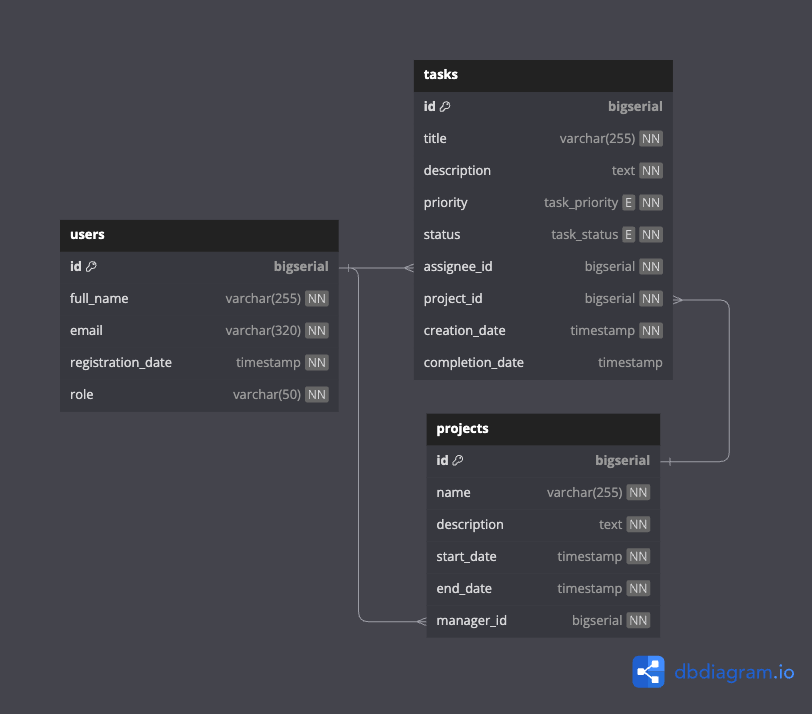 tasks
id bigserial
title varchar(255) NN
description text NN
priority task_priority E NN
status task_status E NN
assignee_id bigserial NN
project_id bigserial NN
creation_date timestamp NN
completion_date timestamp
users
id bigserial
full_name varchar(255) NN
email varchar(320) NN
registration_date timestamp NN
role varchar(50) NN
projects
id bigserial
name varchar(255) NN
description text NN
start_date timestamp NN
end_date timestamp NN
manager_id bigserial NN
dbdiagram.io